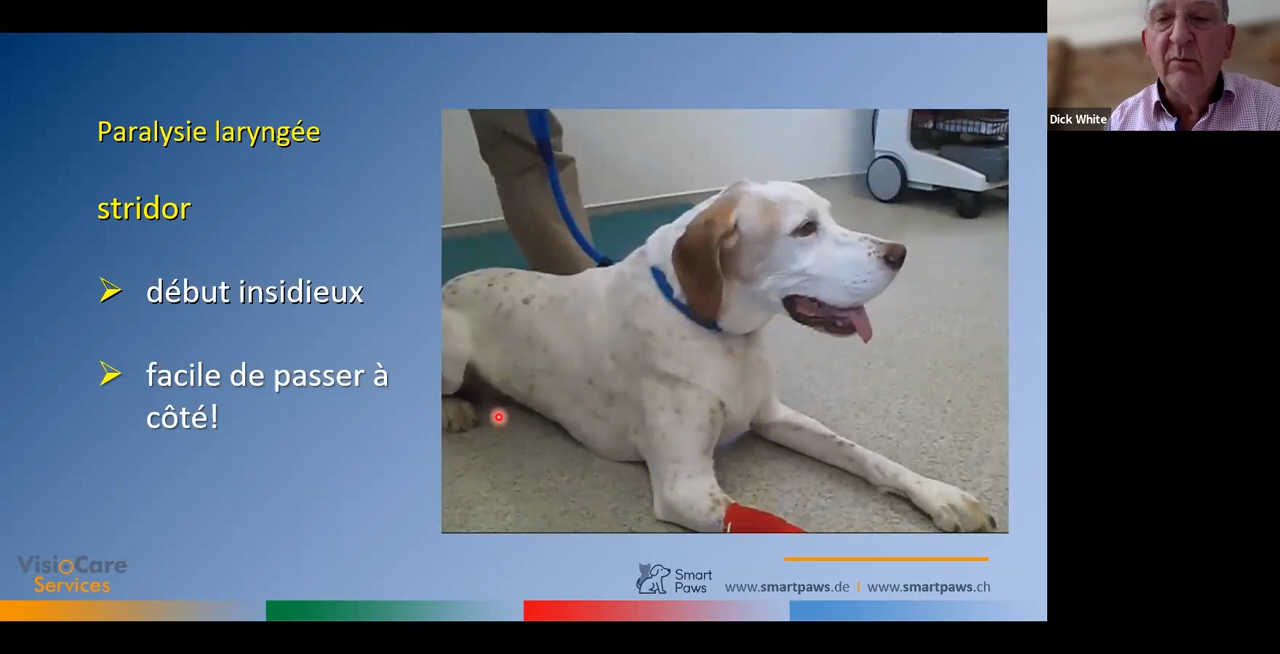 Paralysie laryngée
stridor
début insidieux
facile de passer à
côté!
Dick White
VisioCare
Services
Smart
Paws
www.smartpaws.de | www.smartpaws.ch